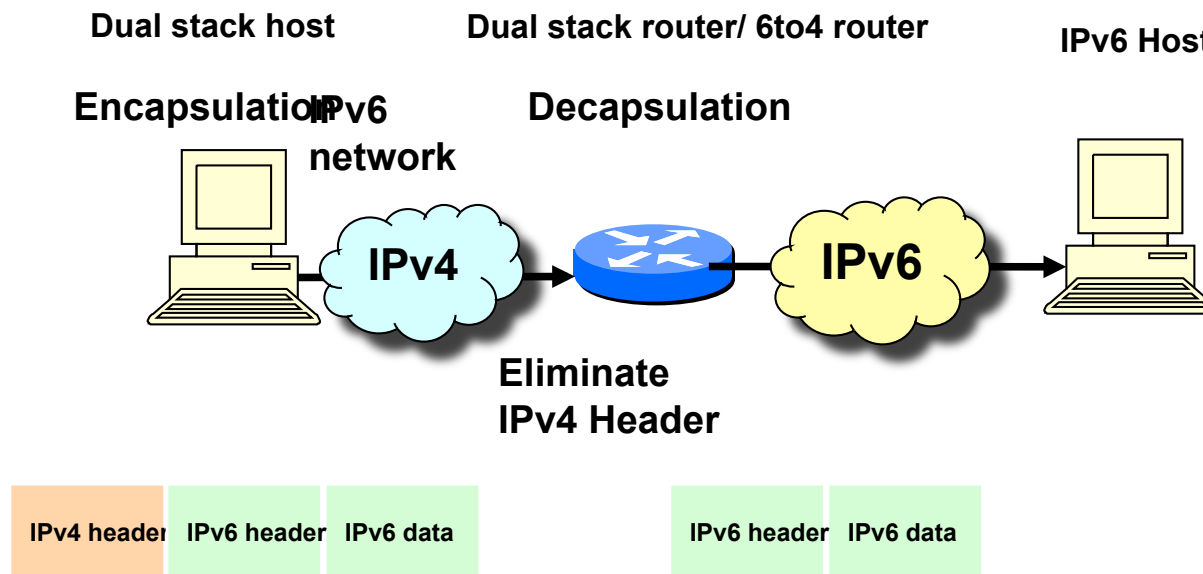 Dual stack host
Dual stack router/ 6to4 router
IPv6 Host
Encapsulation
IPv6
network
Decapsulation
IPv4
IPv6
Eliminate
IPv4 Header
IPv4 header
IPv6 header
IPv6 data
IPv6 header
IPv6 data